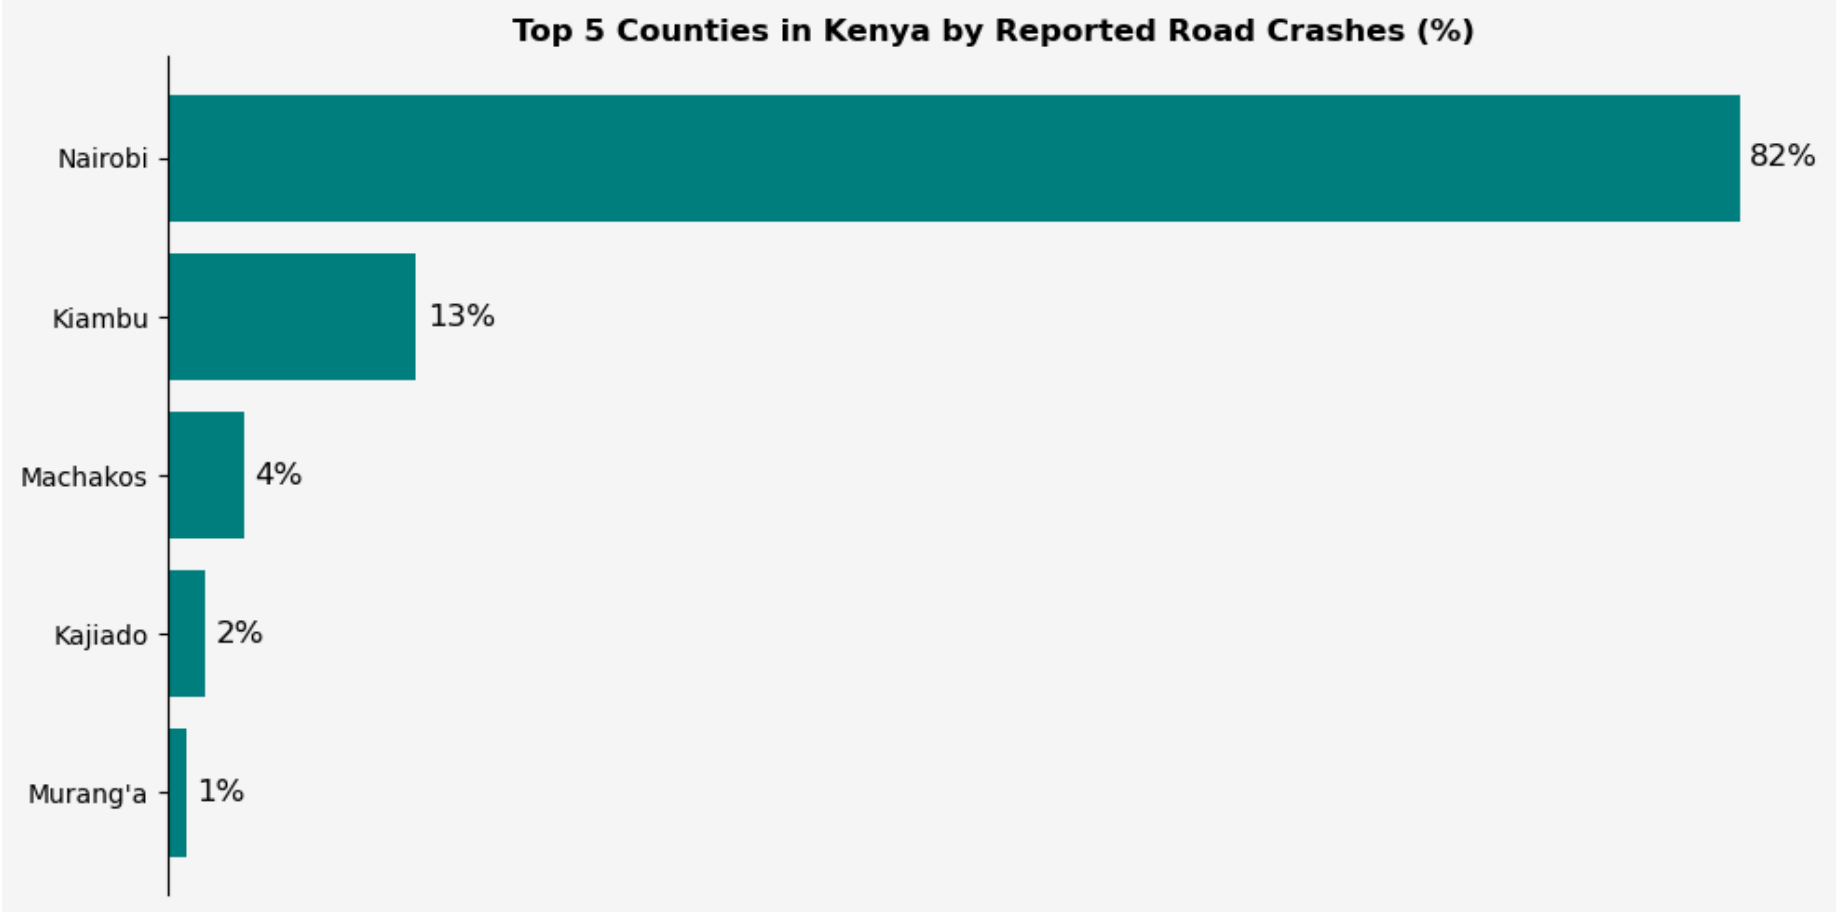 Top 5 Counties in Kenya by Reported Road Crashes (%)
Nairobi 82%
Kiambu 13%
Machakos 4%
Kajiado 2%
Murang'a 1%